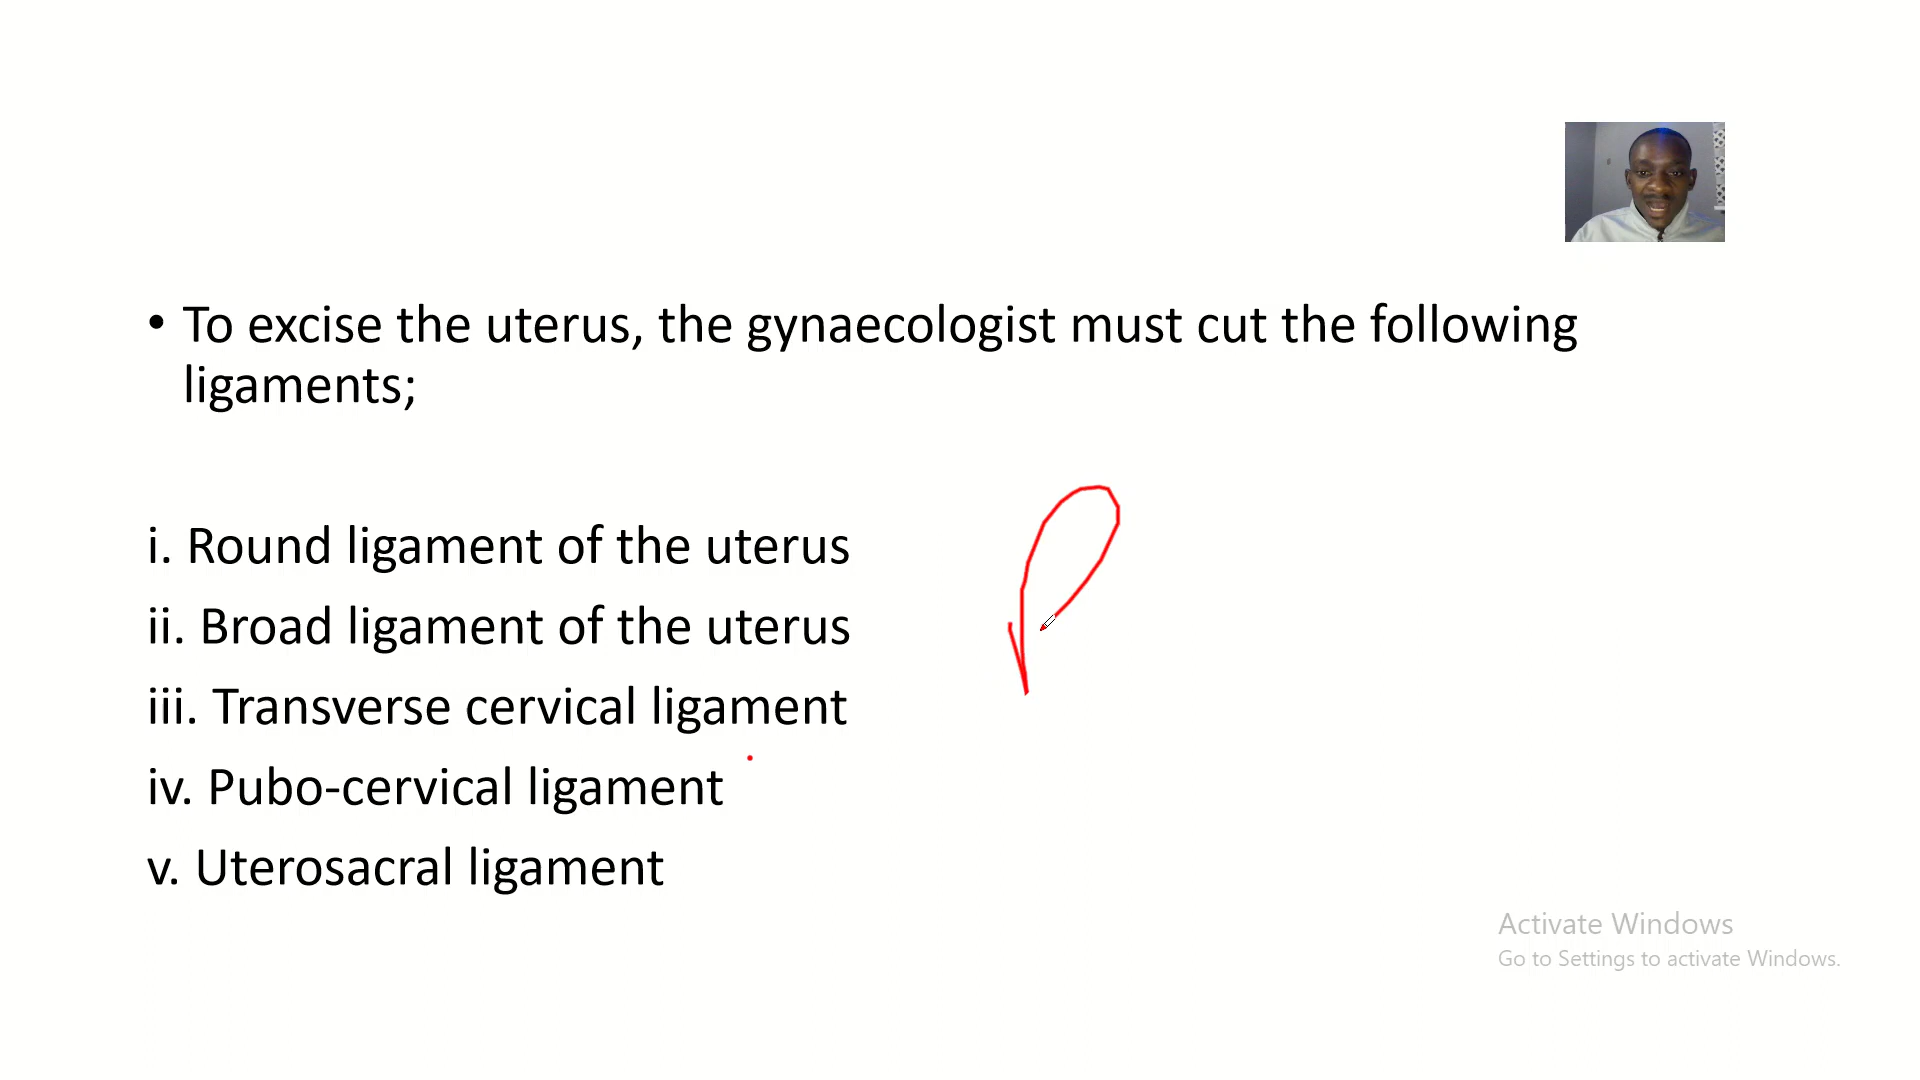 • To excise the uterus, the gynaecologist must cut the following
ligaments;
i. Round ligament of the uterus
ii. Broad ligament of the uterus
iii. Transverse cervical ligament
iv. Pubo-cervical ligament
v. Uterosacral ligament
Activate Windows
Go to Settings to activate Windows.